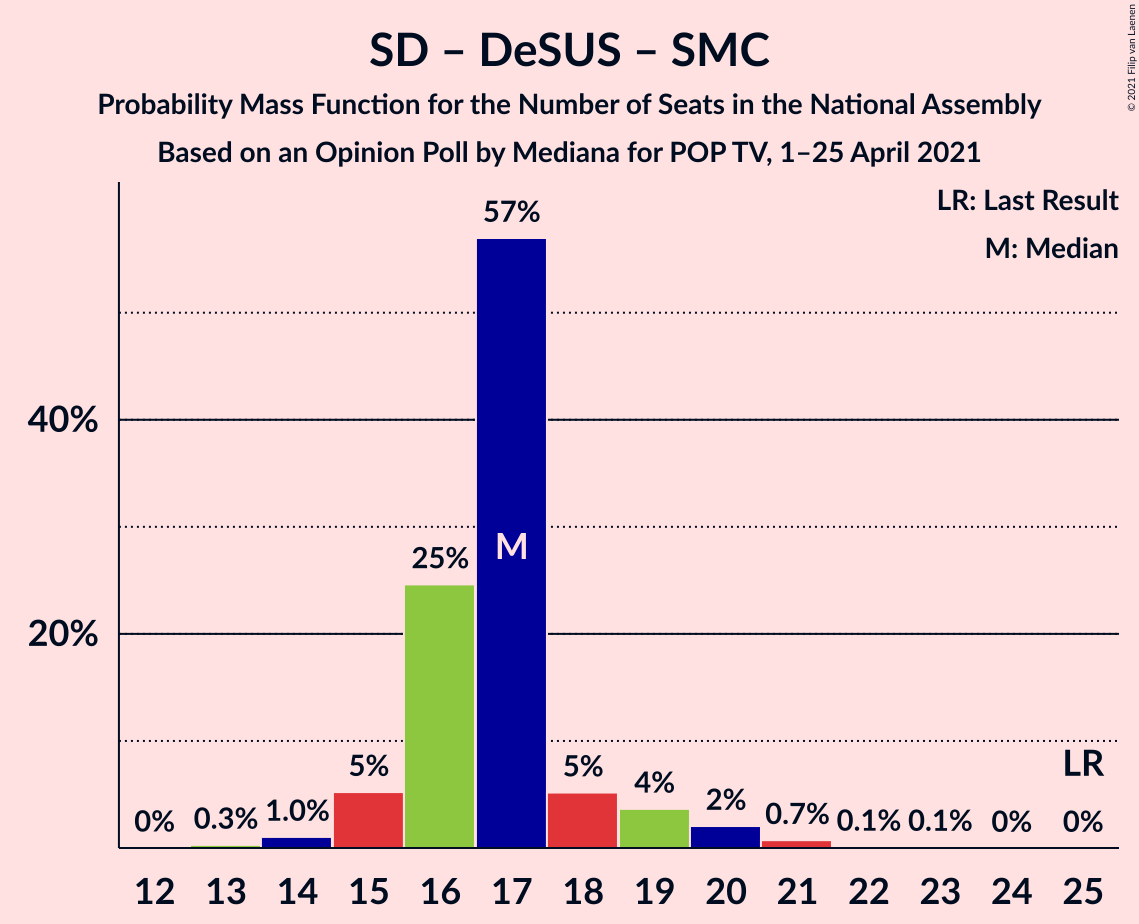 SD – DeSUS – SMC
Probability Mass Function for the Number of Seats in the National Assembly
Based on an Opinion Poll by Mediana for POP TV, 1–25 April 2021
© 2021 Filip van Laenen
LR: Last Result
M: Median
57%
40%
M
25%
20%
LR
5%
5%
4%
2%
0%
0.3%
1.0%
0.7%
0.1%
0.1%
0%
0%
12 13 14 15 16 17 18 19 20 21 22 23 24 25